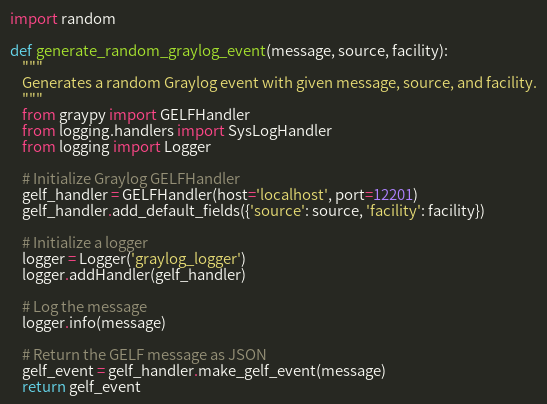 import random
def generate_random_graylog_event(message, source, facility):
"""
Generates a random Graylog event with given message, source, and facility.
"""
from graypy import GELFHandler
from logging.handlers import SysLogHandler
from logging import Logger
# Initialize Graylog GELFHandler
gelf_handler = GELFHandler(host='localhost', port=12201)
gelf_handler.add_default_fields({'source': source, 'facility': facility})
# Initialize a logger
logger = Logger('graylog_logger')
logger.addHandler(gelf_handler)
# Log the message
logger.info(message)
# Return the GELF message as JSON
gelf_event = gelf_handler.make_gelf_event(message)
return gelf_event